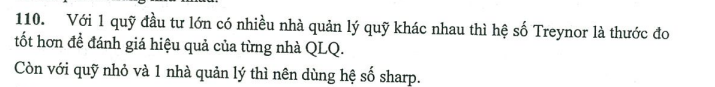 110. Với 1 quỹ đầu tư lớn có nhiều nhà quản lý quỹ khác nhau thì hệ số Treynor là thước đo
tốt hơn để đánh giá hiệu quả của từng nhà QLQ.
Còn với quỹ nhỏ và 1 nhà quản lý thì nên dùng hệ số sharp.